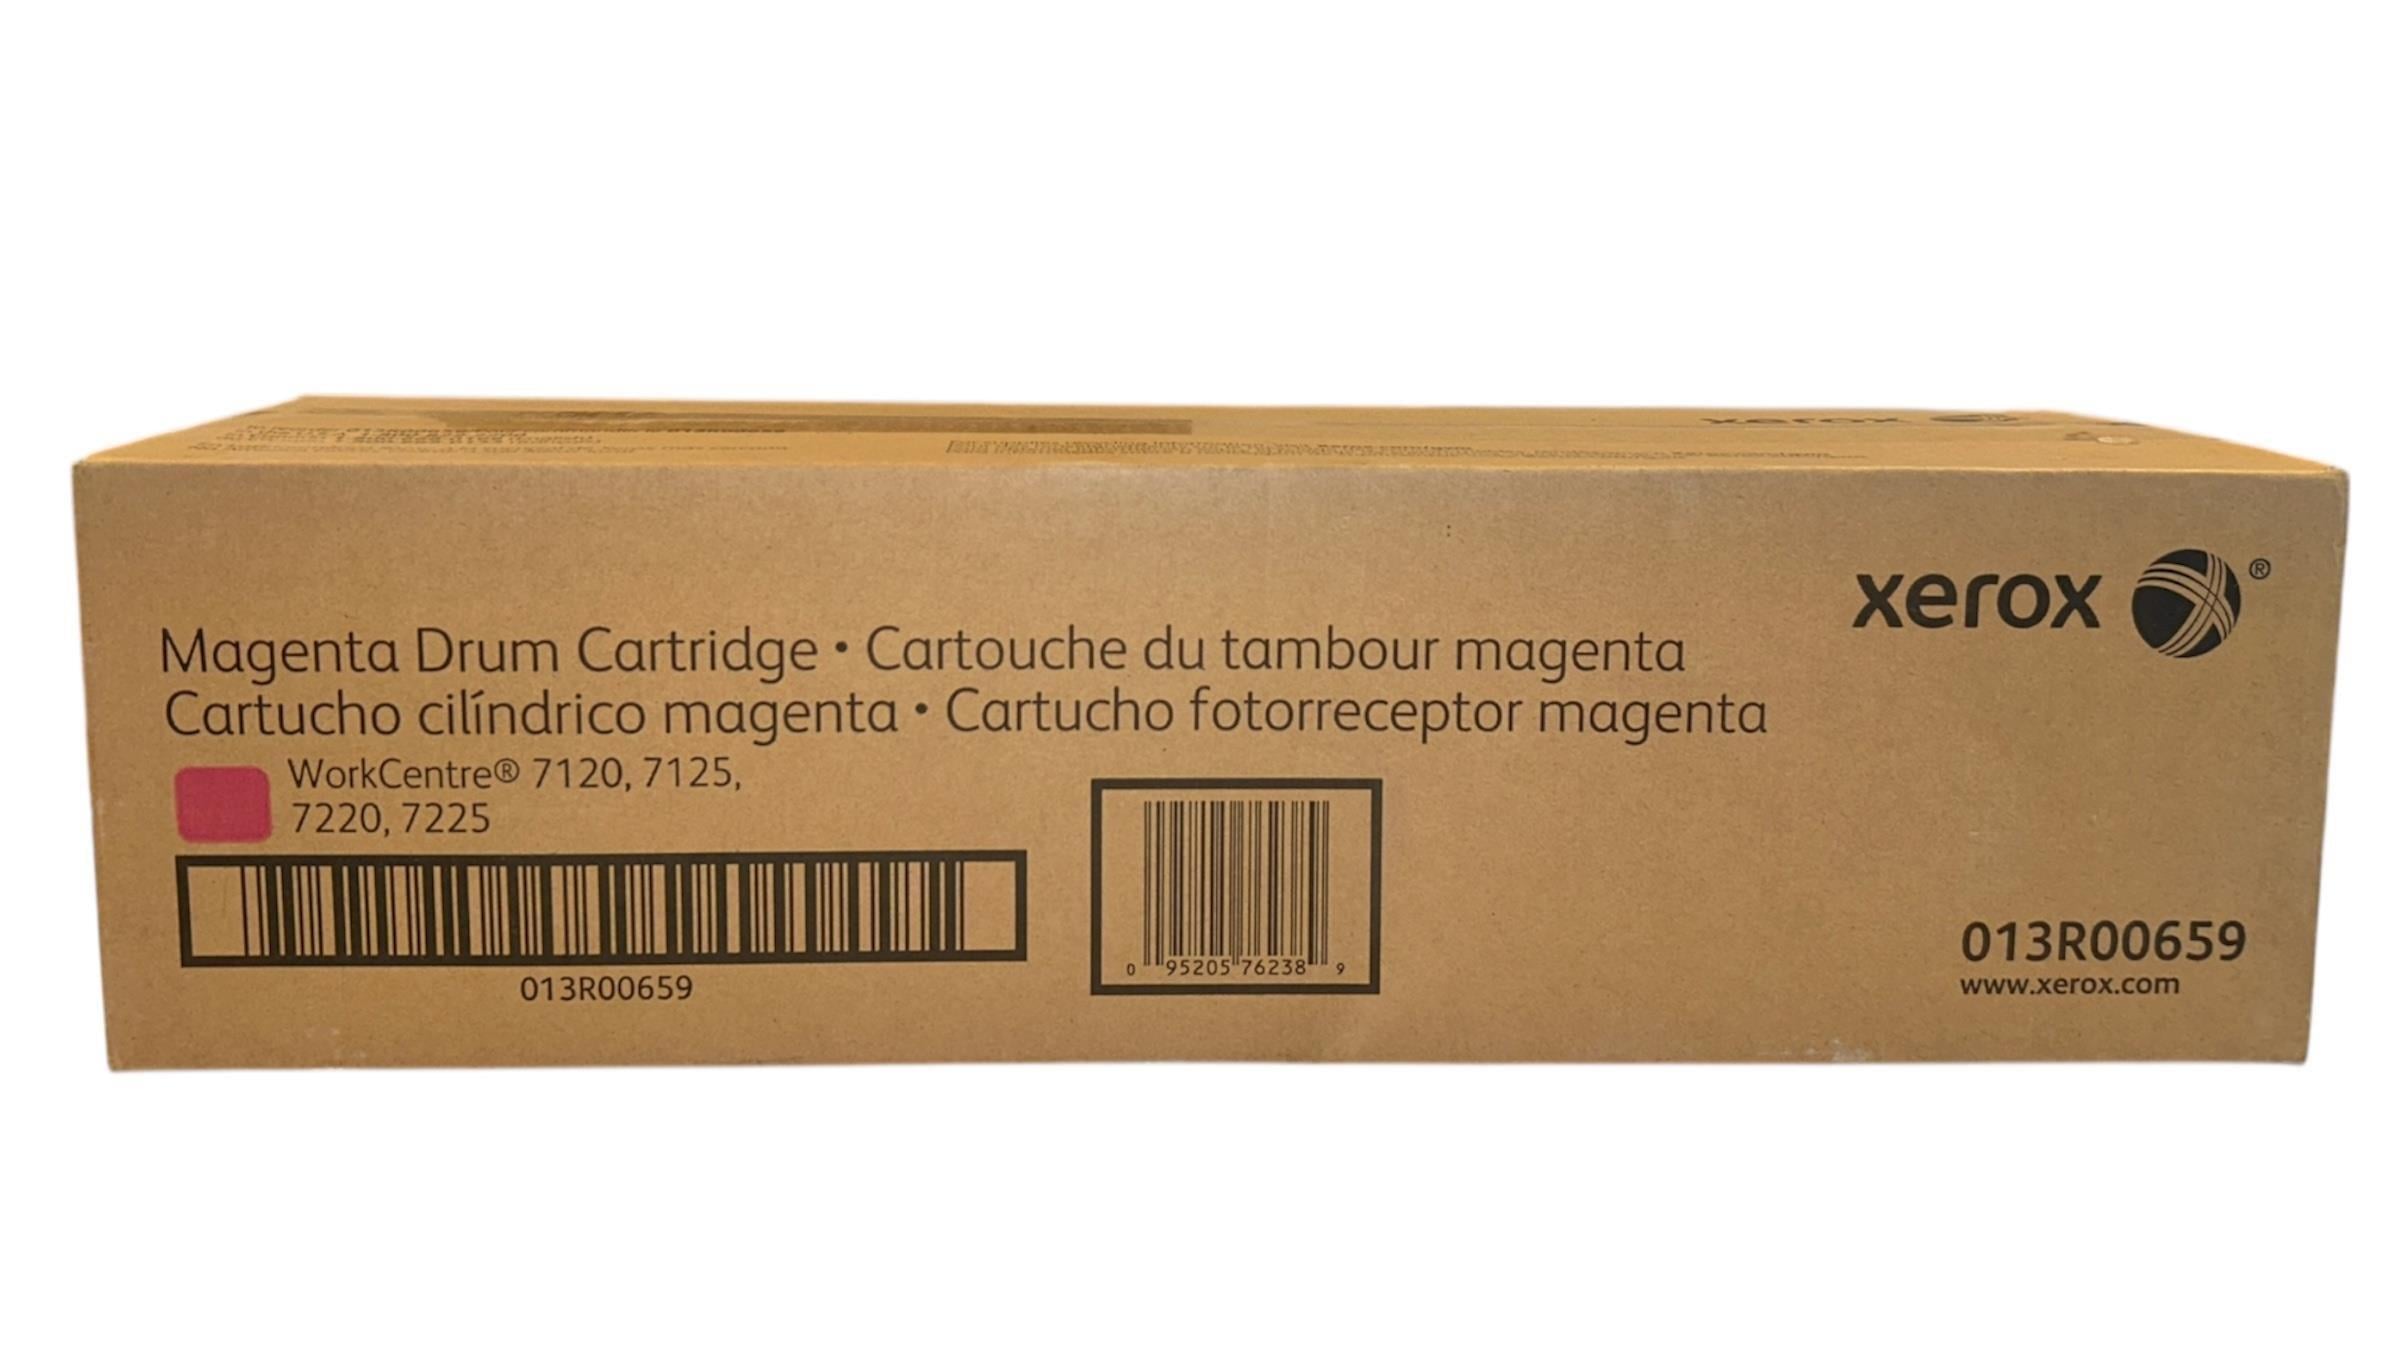 xerox
xerox ®
Magenta Drum Cartridge • Cartouche du tambour magenta
Cartucho cilíndrico magenta • Cartucho fotorreceptor magenta
WorkCentre® 7120, 7125,
7220, 7225
013R00659
0 95205 76238 9
013R00659
www.xerox.com